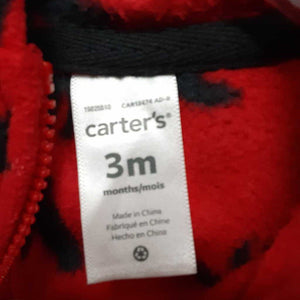 carter's®
3m
months/mois
Made in China
Fabriqué en Chine
Hecho en China